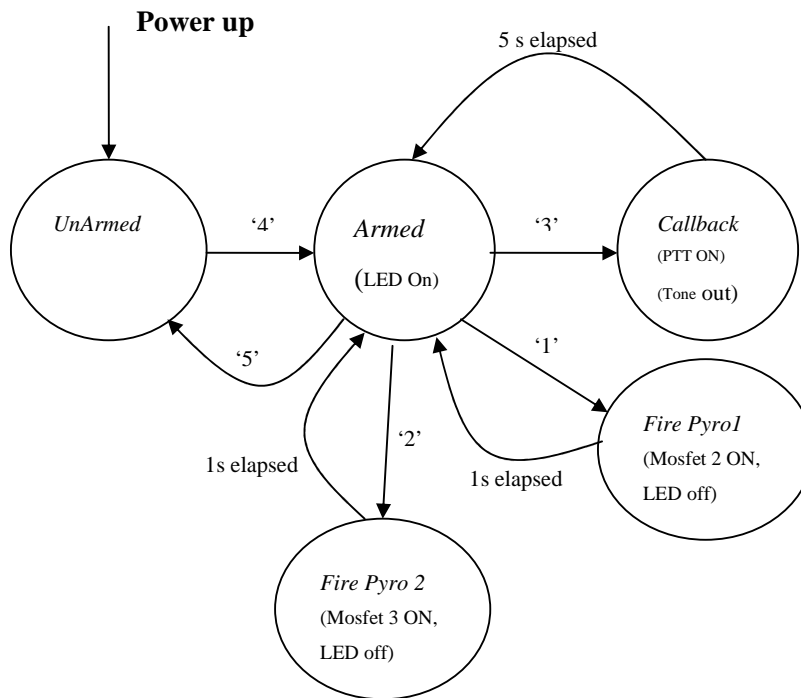 Power up
5 s elapsed
UnArmed
‘4’
Armed
(LED On)
‘3’
Callback
(PTT ON)
(Tone out)
‘5’
‘1’
‘2’
1s elapsed
1s elapsed
Fire Pyro1
(Mosfet 2 ON,
LED off)
Fire Pyro 2
(Mosfet 3 ON,
LED off)